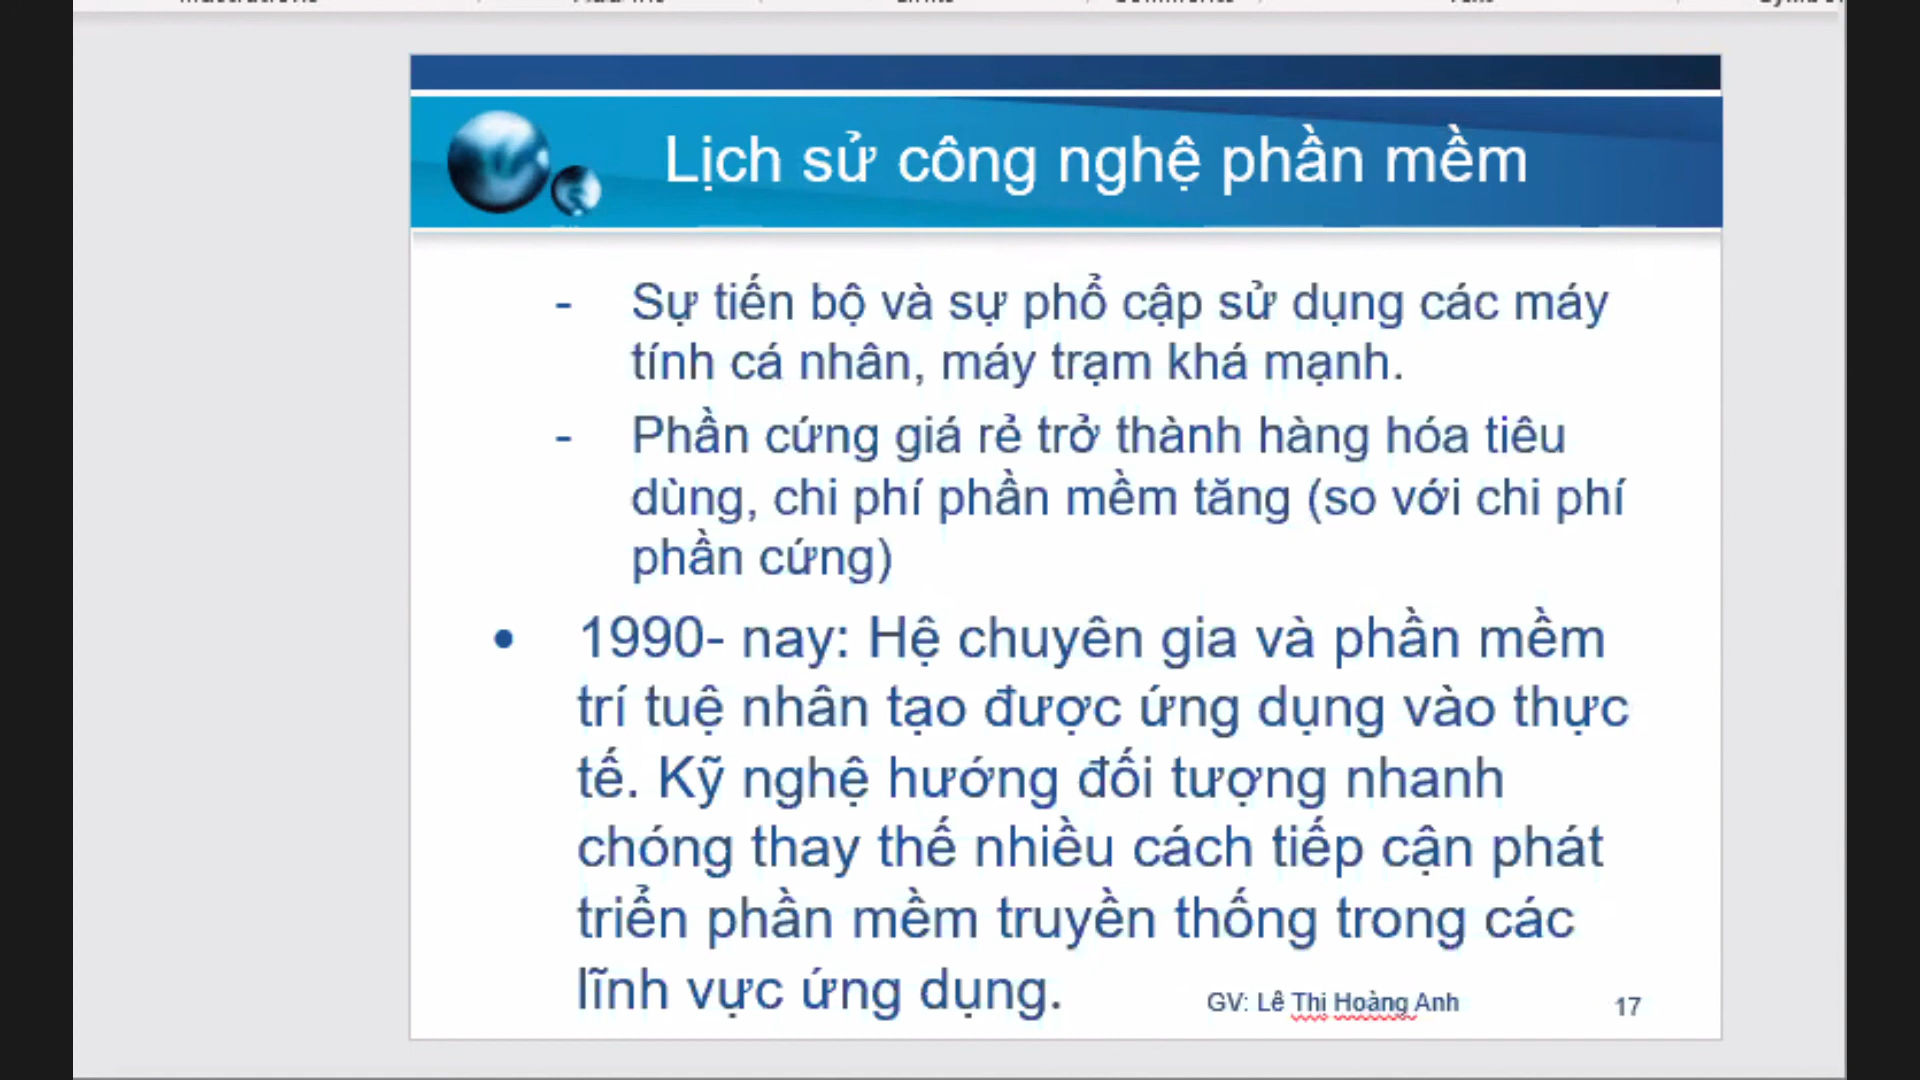 Lịch sử công nghệ phần mềm
- Sự tiến bộ và sự phổ cập sử dụng các máy
tính cá nhân, máy trạm khá mạnh.
- Phần cứng giá rẻ trở thành hàng hóa tiêu
dùng, chi phí phần mềm tăng (so với chi phí
phần cứng)
• 1990- nay: Hệ chuyên gia và phần mềm
trí tuệ nhân tạo được ứng dụng vào thực
tế. Kỹ nghệ hướng đối tượng nhanh
chóng thay thế nhiều cách tiếp cận phát
triển phần mềm truyền thống trong các
lĩnh vực ứng dụng.
GV: Lê Thị Hoàng Anh
17